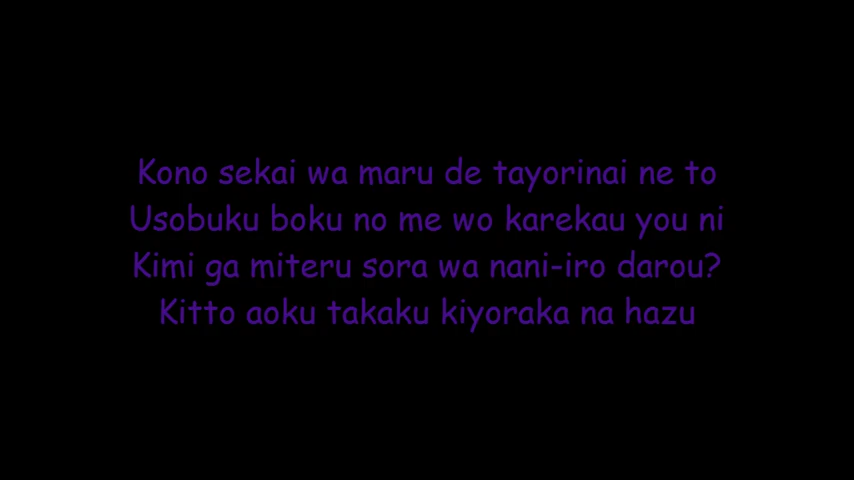 Kono sekai wa maru de tayorinai ne to
Usobuku boku no me wo karekau you ni
Kimi ga miteru sora wa nani-iro darou?
Kitto aoku takaku kiyoraka na hazu